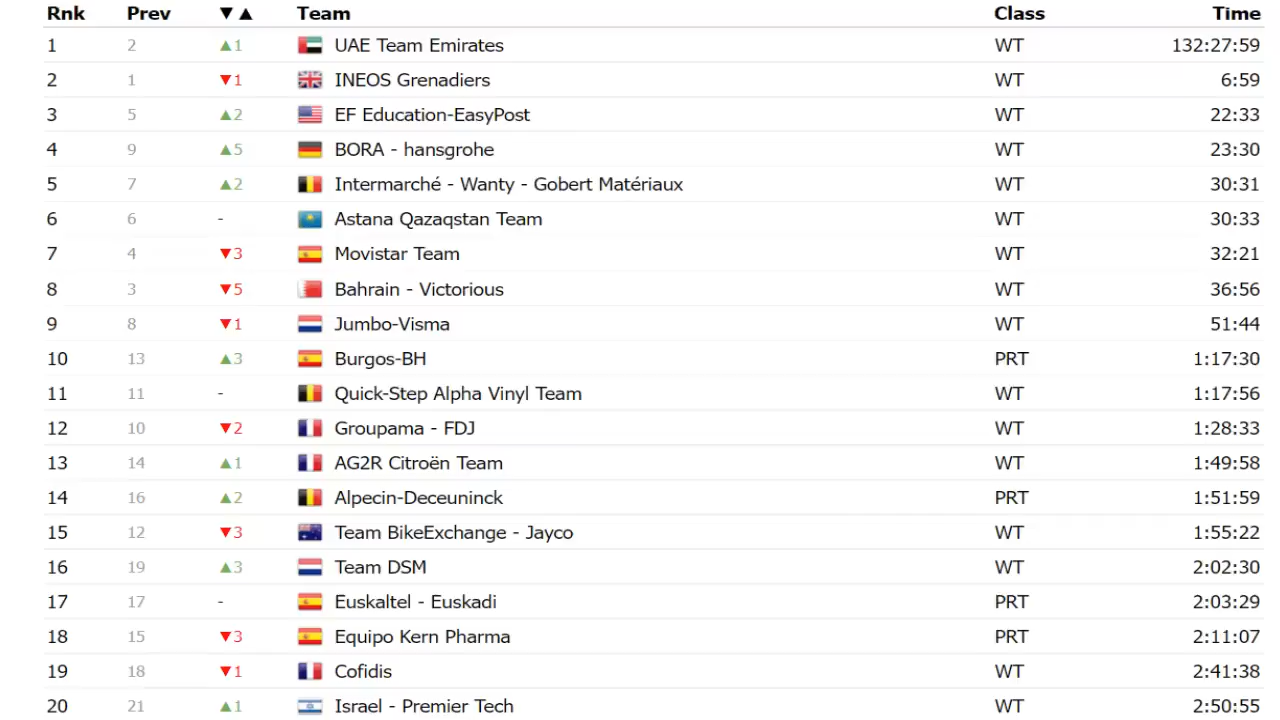 Rnk Prev ▼▲ Team Class Time
1 2 ▲1 UAE Team Emirates WT 132:27:59
2 1 ▼1 INEOS Grenadiers WT 6:59
3 5 ▲2 EF Education-EasyPost WT 22:33
4 9 ▲5 BORA - hansgrohe WT 23:30
5 7 ▲2 Intermarché - Wanty - Gobert Matériaux WT 30:31
6 6 - Astana Qazaqstan Team WT 30:33
7 4 ▼3 Movistar Team WT 32:21
8 3 ▼5 Bahrain - Victorious WT 36:56
9 8 ▼1 Jumbo-Visma WT 51:44
10 13 ▲3 Burgos-BH PRT 1:17:30
11 11 - Quick-Step Alpha Vinyl Team WT 1:17:56
12 10 ▼2 Groupama - FDJ WT 1:28:33
13 14 ▲1 AG2R Citroën Team WT 1:49:58
14 16 ▲2 Alpecin-Deceuninck PRT 1:51:59
15 12 ▼3 Team BikeExchange - Jayco WT 1:55:22
16 19 ▲3 Team DSM WT 2:02:30
17 17 - Euskaltel - Euskadi PRT 2:03:29
18 15 ▼3 Equipo Kern Pharma PRT 2:11:07
19 18 ▼1 Cofidis WT 2:41:38
20 21 ▲1 Israel - Premier Tech WT 2:50:55